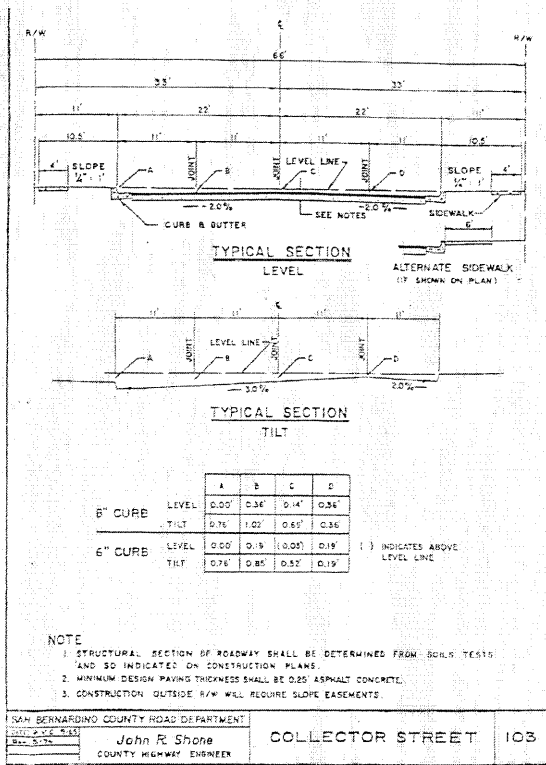 R/W ℄ R/W
66'
33' 33'
11' 22' 22' 11'
10.5' 11' 11' 11' 11' 10.5'
4' SLOPE A JOINT B JOINT C LEVEL LINE JOINT D SLOPE 4'
¼" = 1' ¼" = 1'
-2.0% SEE NOTES -2.0% SIDEWALK
CURB & GUTTER
6'
TYPICAL SECTION
LEVEL
ALTERNATE SIDEWALK
(IF SHOWN ON PLAN)
℄
11' 11' 11' 11'
A JOINT B LEVEL LINE JOINT C JOINT D
3.0% 2.0%
TYPICAL SECTION
TILT
A B C D
8" CURB LEVEL 0.00' 0.36' 0.14' 0.36'
TILT 0.76' 1.02' 0.69' 0.36'
6" CURB LEVEL 0.00' 0.19 (0.03) 0.19' ( ) INDICATES ABOVE
LEVEL LINE
TILT 0.76' 0.85' 0.52' 0.19'
NOTE
1. STRUCTURAL SECTION OF ROADWAY SHALL BE DETERMINED FROM SOILS TESTS
AND SO INDICATED ON CONSTRUCTION PLANS.
2. MINIMUM DESIGN PAVING THICKNESS SHALL BE 0.25' ASPHALT CONCRETE.
3. CONSTRUCTION OUTSIDE R/W WILL REQUIRE SLOPE EASEMENTS.
SAN BERNARDINO COUNTY ROAD DEPARTMENT
John R. Shone
COUNTY HIGHWAY ENGINEER
COLLECTOR STREET 103